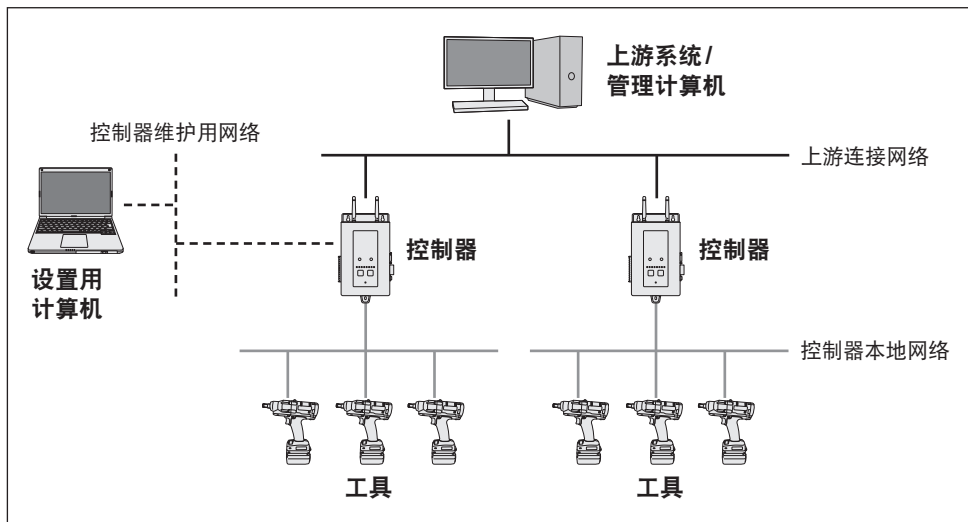 上游系统/
管理计算机
控制器维护用网络
上游连接网络
控制器
控制器
设置用
计算机
控制器本地网络
工具
工具